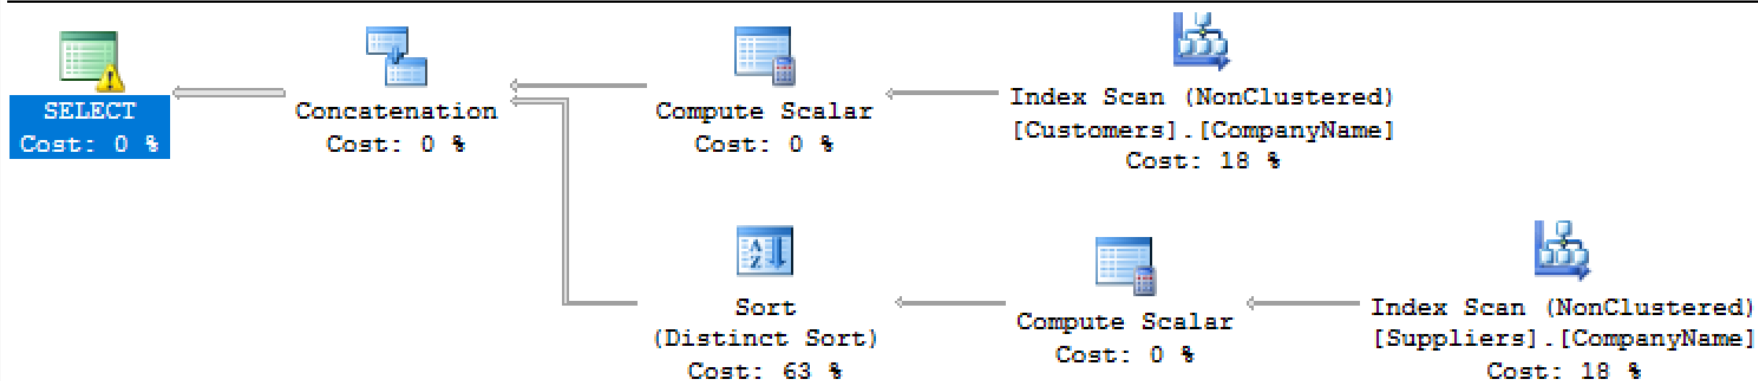 SELECT
Cost: 0 %
Concatenation
Cost: 0 %
Compute Scalar
Cost: 0 %
Index Scan (NonClustered)
[Customers].[CompanyName]
Cost: 18 %
Sort
(Distinct Sort)
Cost: 63 %
Compute Scalar
Cost: 0 %
Index Scan (NonClustered)
[Suppliers].[CompanyName]
Cost: 18 %